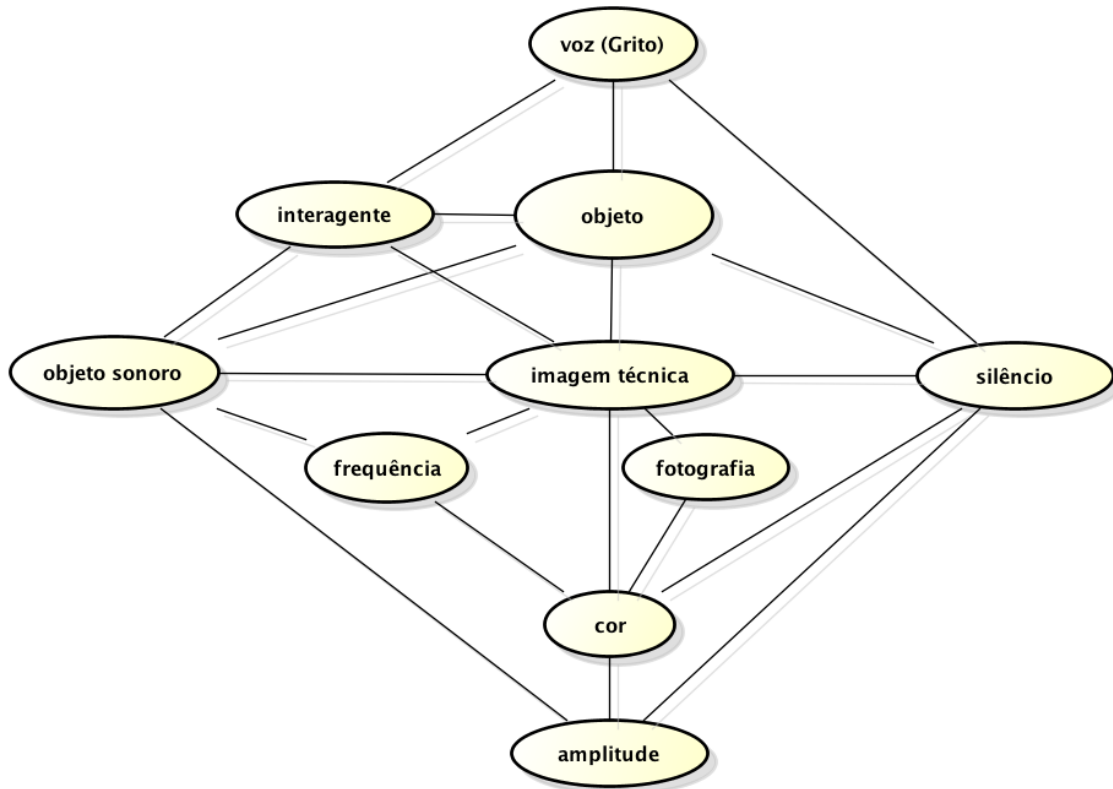 voz (Grito)
interagente
objeto
objeto sonoro
imagem técnica
silêncio
frequência
fotografia
cor
amplitude